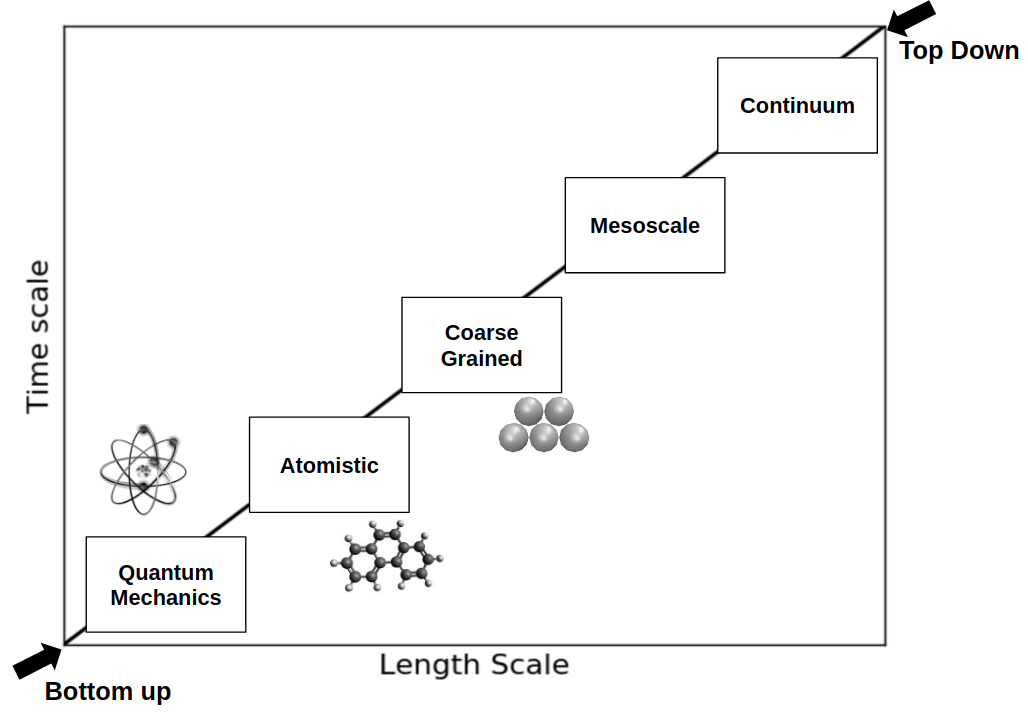 Top Down
Continuum
Mesoscale
Time scale
Coarse
Grained
Atomistic
Quantum
Mechanics
Length Scale
Bottom up